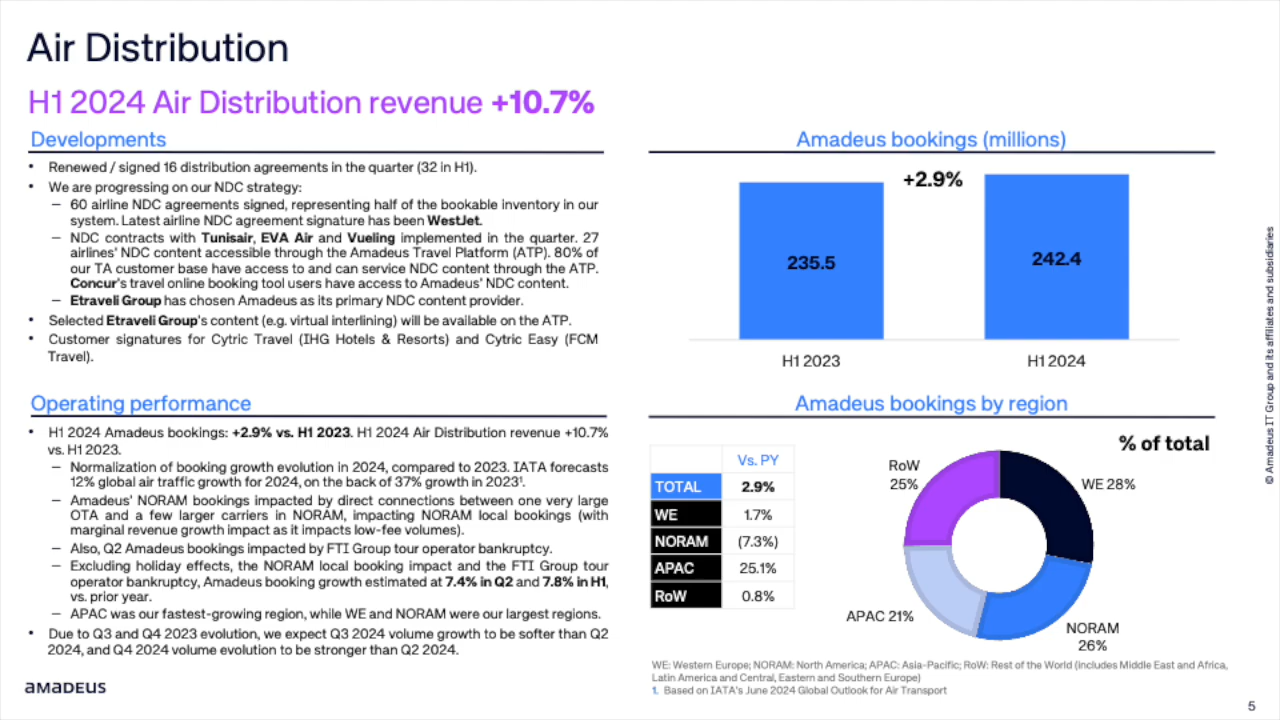 Air Distribution
H1 2024 Air Distribution revenue +10.7%
Developments
• Renewed / signed 16 distribution agreements in the quarter (32 in H1).
• We are progressing on our NDC strategy:
– 60 airline NDC agreements signed, representing half of the bookable inventory in our
system. Latest airline NDC agreement signature has been WestJet.
– NDC contracts with Tunisair, EVA Air and Vueling implemented in the quarter. 27
airlines' NDC content accessible through the Amadeus Travel Platform (ATP). 80% of
our TA customer base have access to and can service NDC content through the ATP.
Concur's travel online booking tool users have access to Amadeus' NDC content.
– Etraveli Group has chosen Amadeus as its primary NDC content provider.
• Selected Etraveli Group's content (e.g. virtual interlining) will be available on the ATP.
• Customer signatures for Cytric Travel (IHG Hotels & Resorts) and Cytric Easy (FCM
Travel).
Operating performance
• H1 2024 Amadeus bookings: +2.9% vs. H1 2023. H1 2024 Air Distribution revenue +10.7%
vs. H1 2023.
– Normalization of booking growth evolution in 2024, compared to 2023. IATA forecasts
12% global air traffic growth for 2024, on the back of 37% growth in 2023¹.
– Amadeus' NORAM bookings impacted by direct connections between one very large
OTA and a few larger carriers in NORAM, impacting NORAM local bookings (with
marginal revenue growth impact as it impacts low-fee volumes).
– Also, Q2 Amadeus bookings impacted by FTI Group tour operator bankruptcy.
– Excluding holiday effects, the NORAM local booking impact and the FTI Group tour
operator bankruptcy, Amadeus booking growth estimated at 7.4% in Q2 and 7.8% in H1,
vs. prior year.
– APAC was our fastest-growing region, while WE and NORAM were our largest regions.
• Due to Q3 and Q4 2023 evolution, we expect Q3 2024 volume growth to be softer than Q2
2024, and Q4 2024 volume evolution to be stronger than Q2 2024.
Amadeus bookings (millions)
+2.9%
235.5
242.4
H1 2023
H1 2024
Amadeus bookings by region
Vs. PY
TOTAL 2.9%
WE 1.7%
NORAM (7.3%)
APAC 25.1%
RoW 0.8%
% of total
RoW
25%
WE 28%
APAC 21%
NORAM
26%
WE: Western Europe; NORAM: North America; APAC: Asia-Pacific; RoW: Rest of the World (includes Middle East and Africa,
Latin America and Central, Eastern and Southern Europe)
1. Based on IATA's June 2024 Global Outlook for Air Transport
© Amadeus IT Group and its affiliates and subsidiaries
amadeus
5